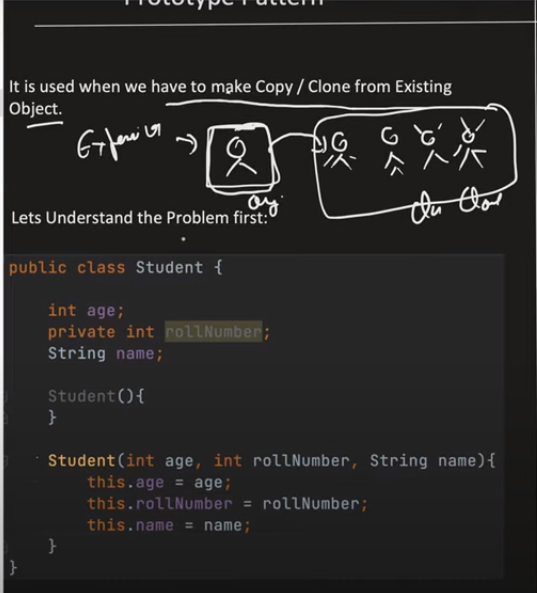 Prototype Pattern
It is used when we have to make Copy / Clone from Existing
Object.
Lets Understand the Problem first:
public class Student {
int age;
private int rollNumber;
String name;
Student(){
}
Student(int age, int rollNumber, String name){
this.age = age;
this.rollNumber = rollNumber;
this.name = name;
}
}